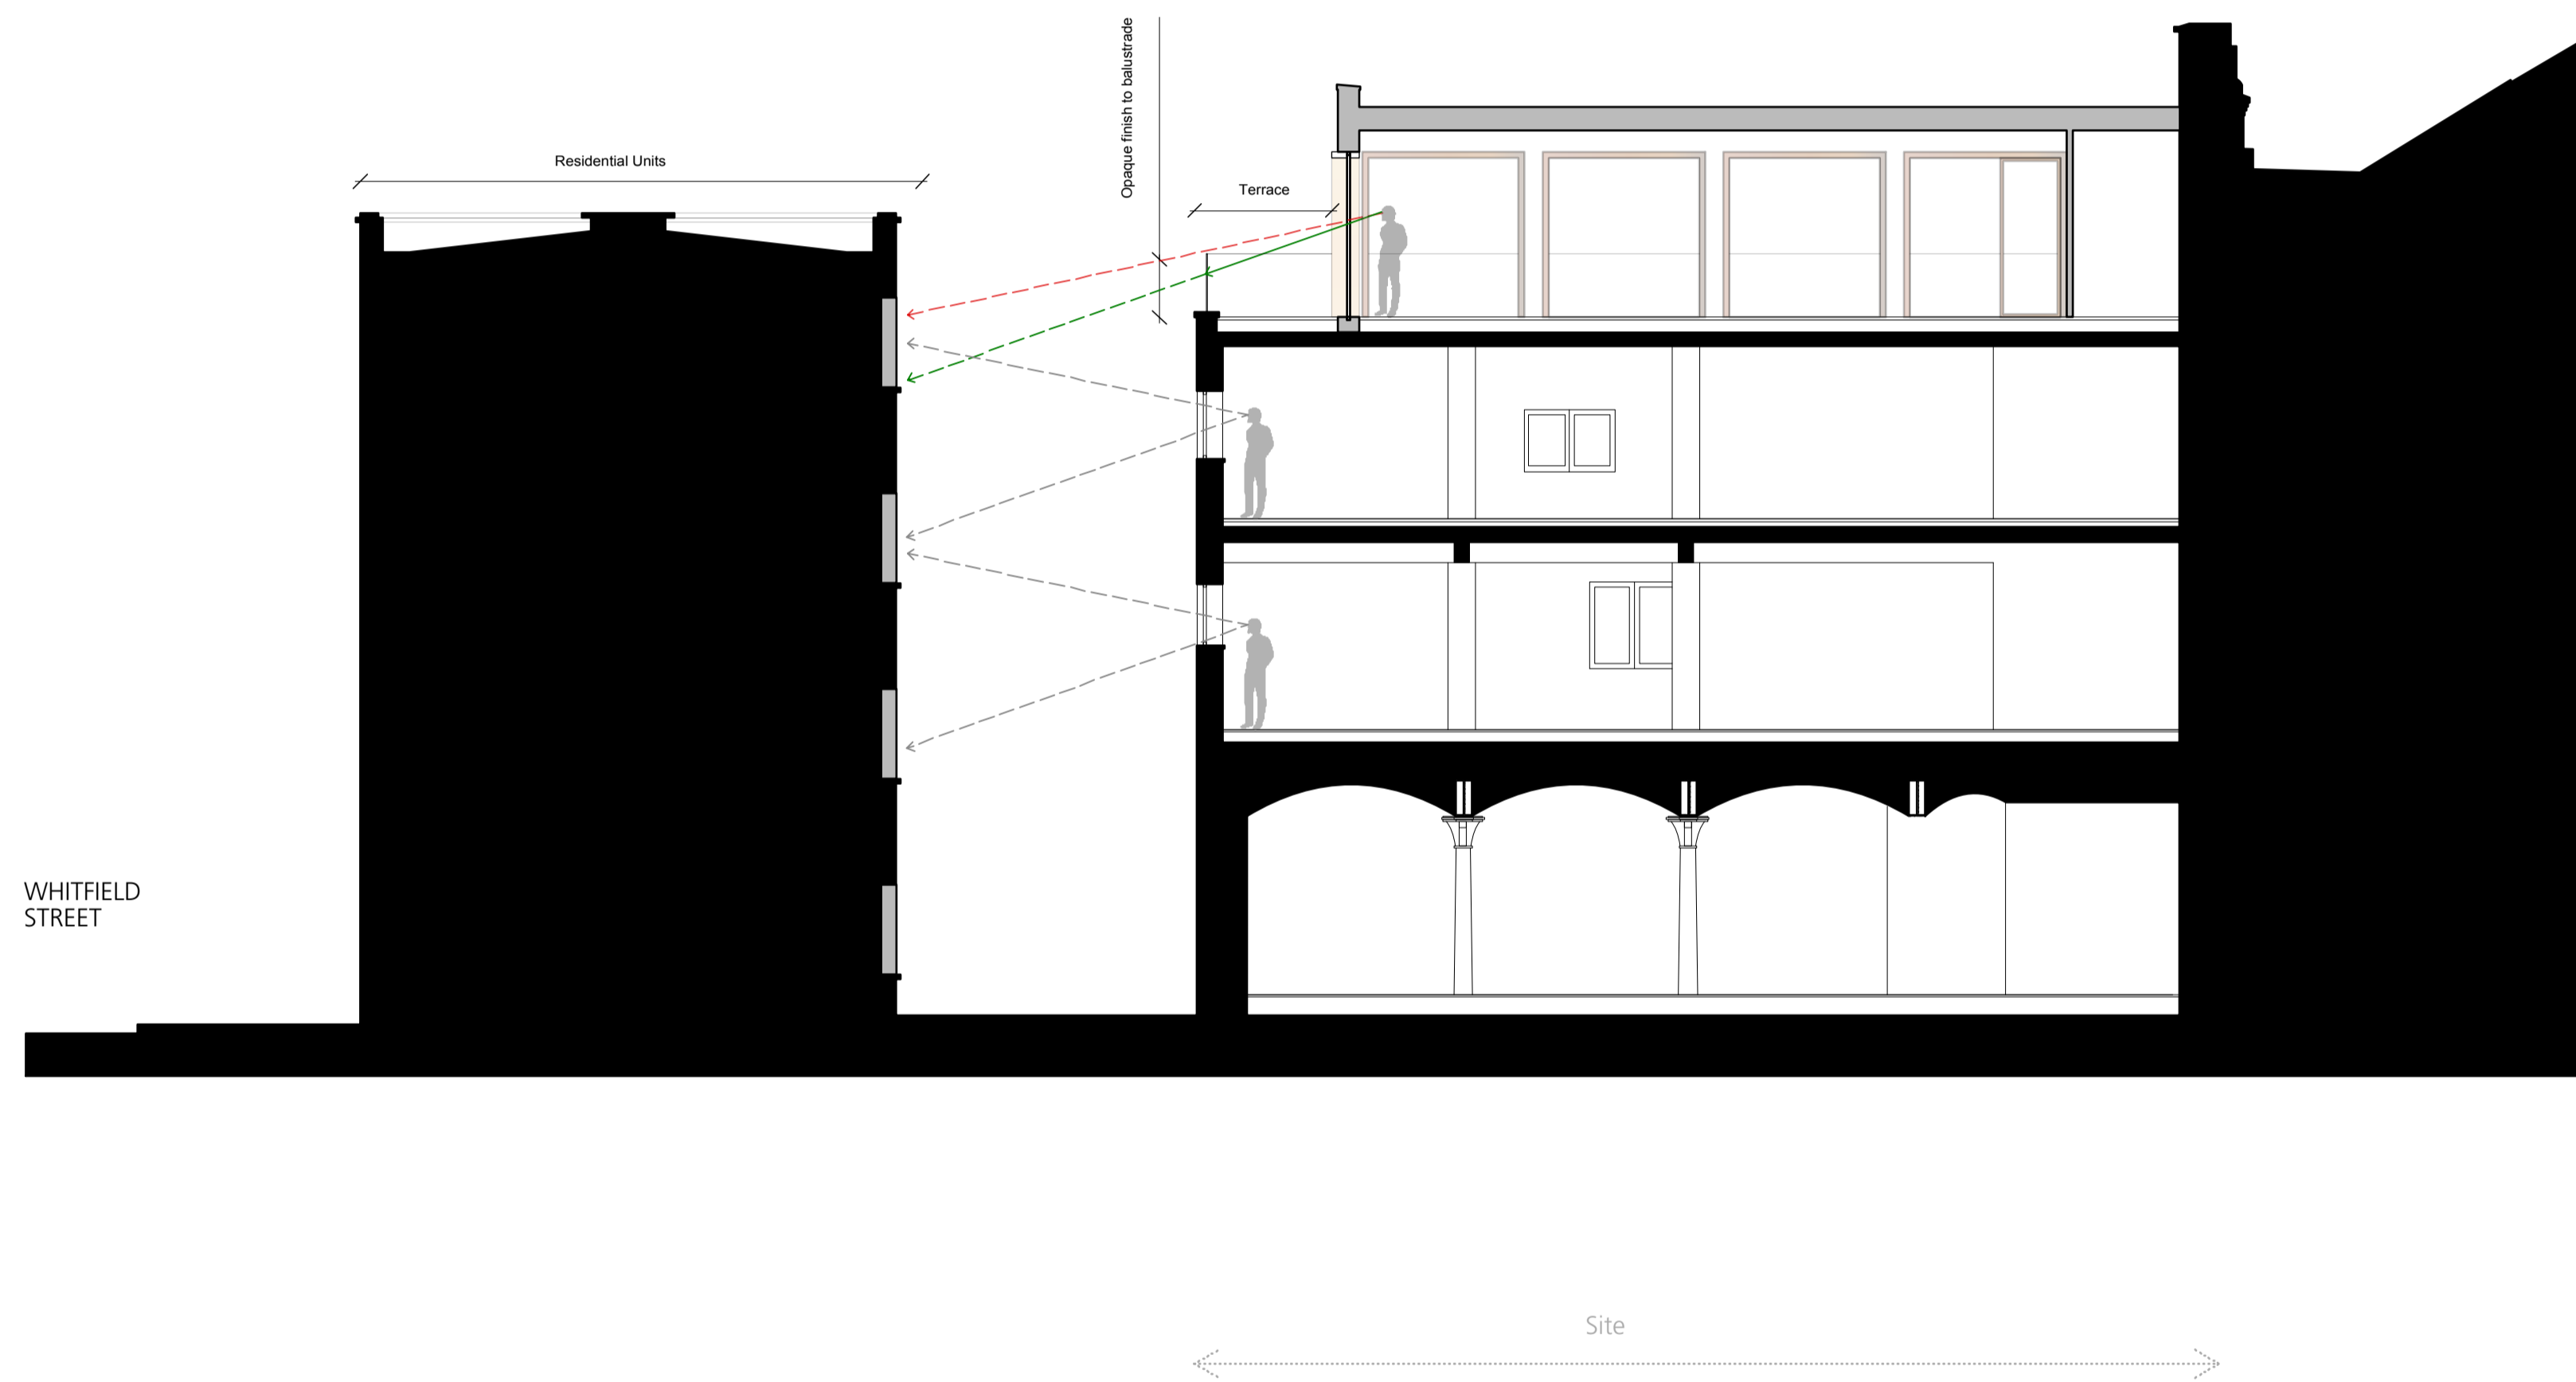 Opaque finish to balustrade
Residential Units
Terrace
WHITFIELD
STREET
Site